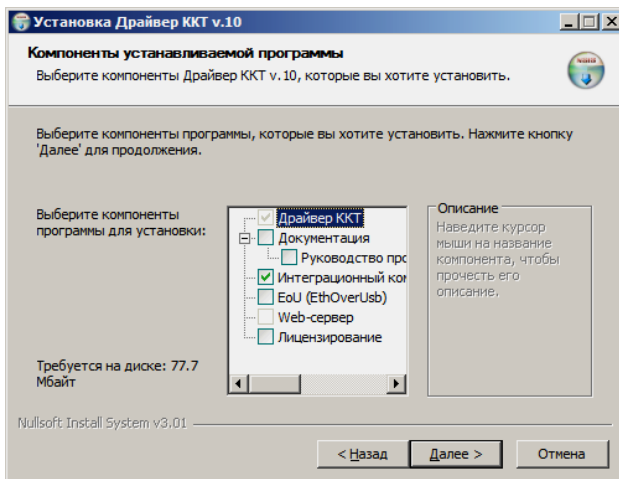 Установка Драйвер ККТ v.10
Компоненты устанавливаемой программы
Выберите компоненты Драйвер ККТ v.10, которые вы хотите установить.
Выберите компоненты программы, которые вы хотите установить. Нажмите кнопку
'Далее' для продолжения.
Выберите компоненты
программы для установки:
Драйвер ККТ
Документация
Руководство про
Интеграционный ком
EoU (EthOverUsb)
Web-сервер
Лицензирование
Описание
Наведите курсор
мыши на название
компонента, чтобы
прочесть его
описание.
Требуется на диске: 77.7
Мбайт
Nullsoft Install System v3.01
< Назад
Далее >
Отмена